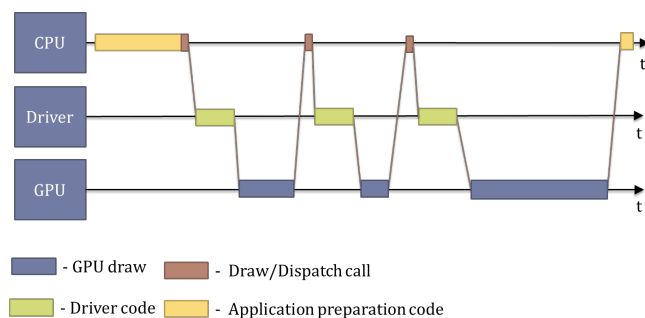 CPU
t
Driver
t
GPU
t
- GPU draw
- Draw/Dispatch call
- Driver code
- Application preparation code